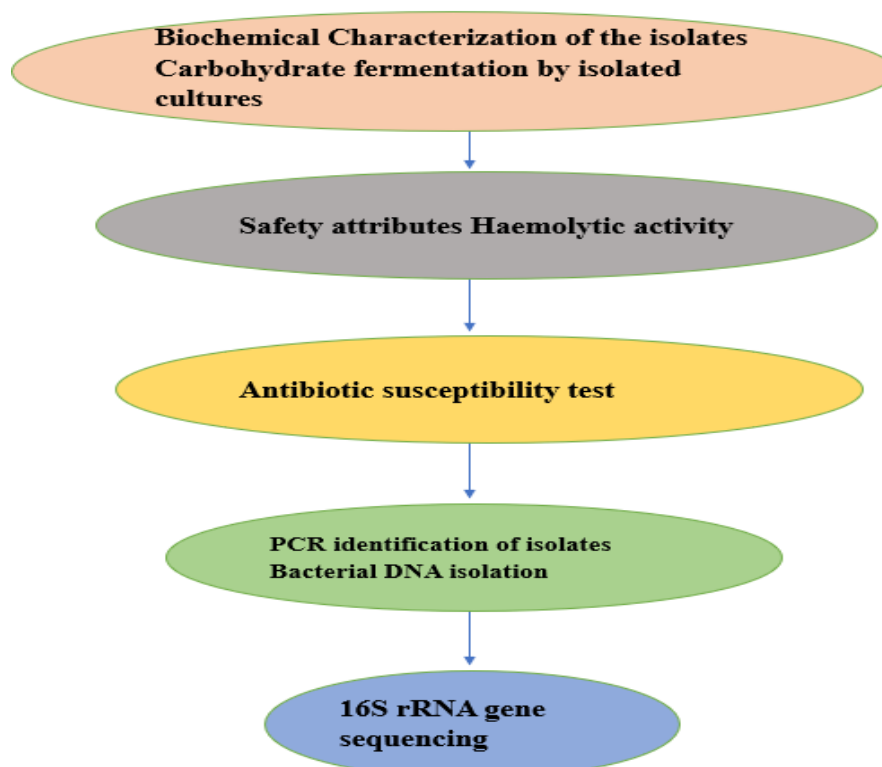 Biochemical Characterization of the isolates
Carbohydrate fermentation by isolated
cultures
Safety attributes Haemolytic activity
Antibiotic susceptibility test
PCR identification of isolates
Bacterial DNA isolation
16S rRNA gene
sequencing